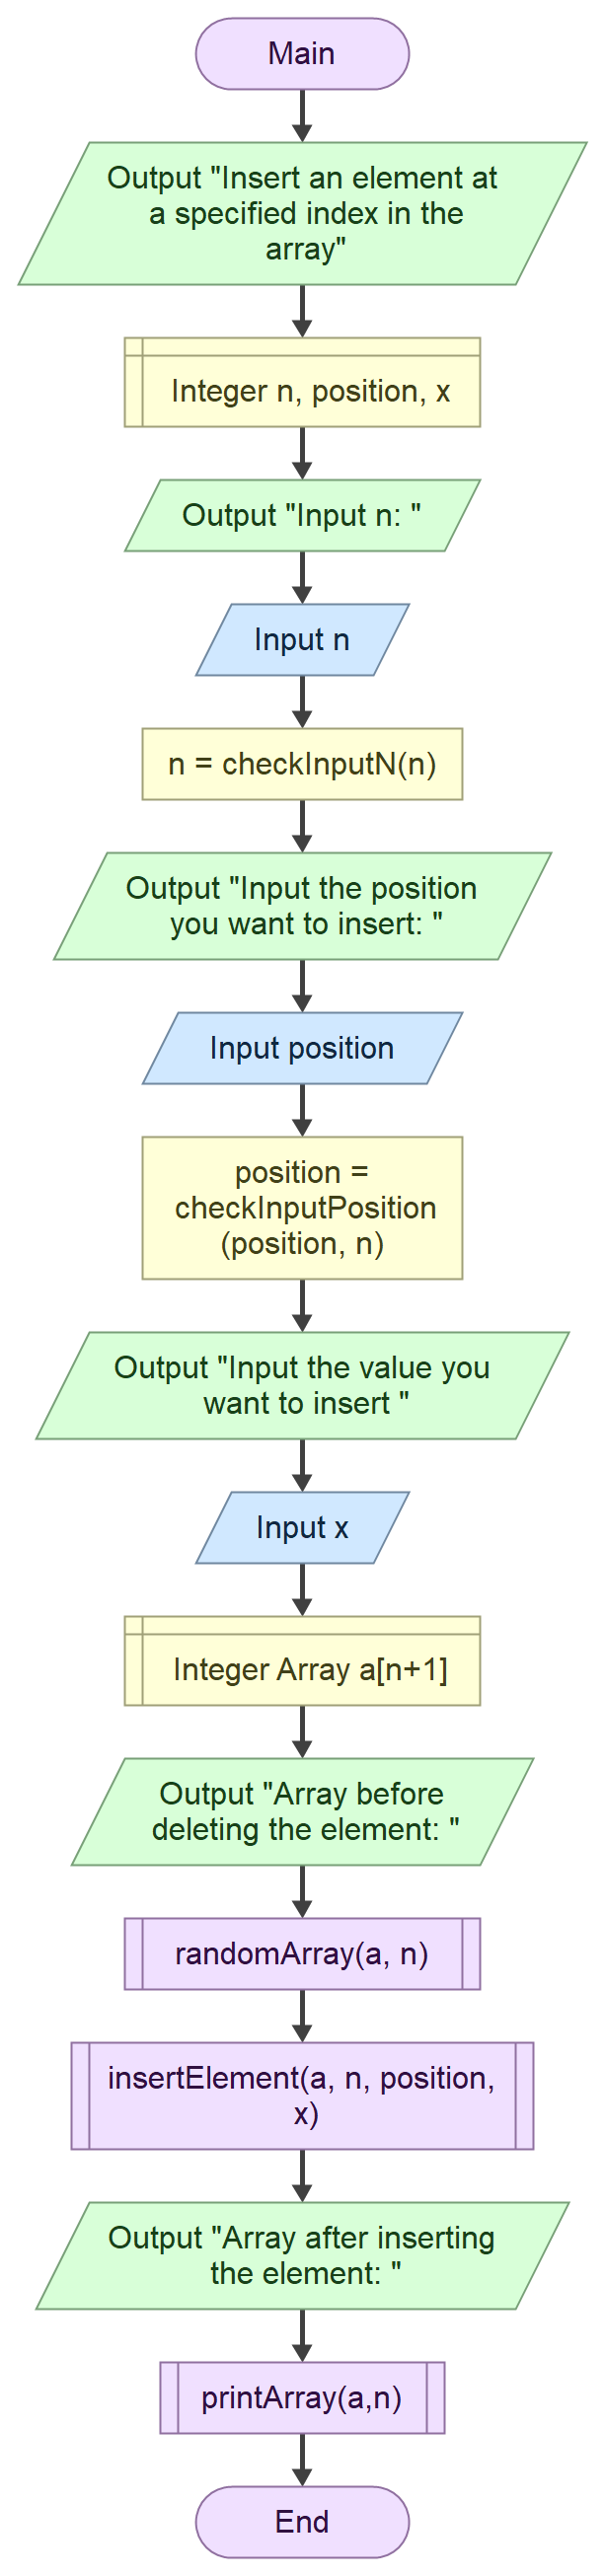 Main
Output "Insert an element at
a specified index in the
array"
Integer n, position, x
Output "Input n: "
Input n
n = checkInputN(n)
Output "Input the position
you want to insert: "
Input position
position =
checkInputPosition
(position, n)
Output "Input the value you
want to insert "
Input x
Integer Array a[n+1]
Output "Array before
deleting the element: "
randomArray(a, n)
insertElement(a, n, position,
x)
Output "Array after inserting
the element: "
printArray(a,n)
End